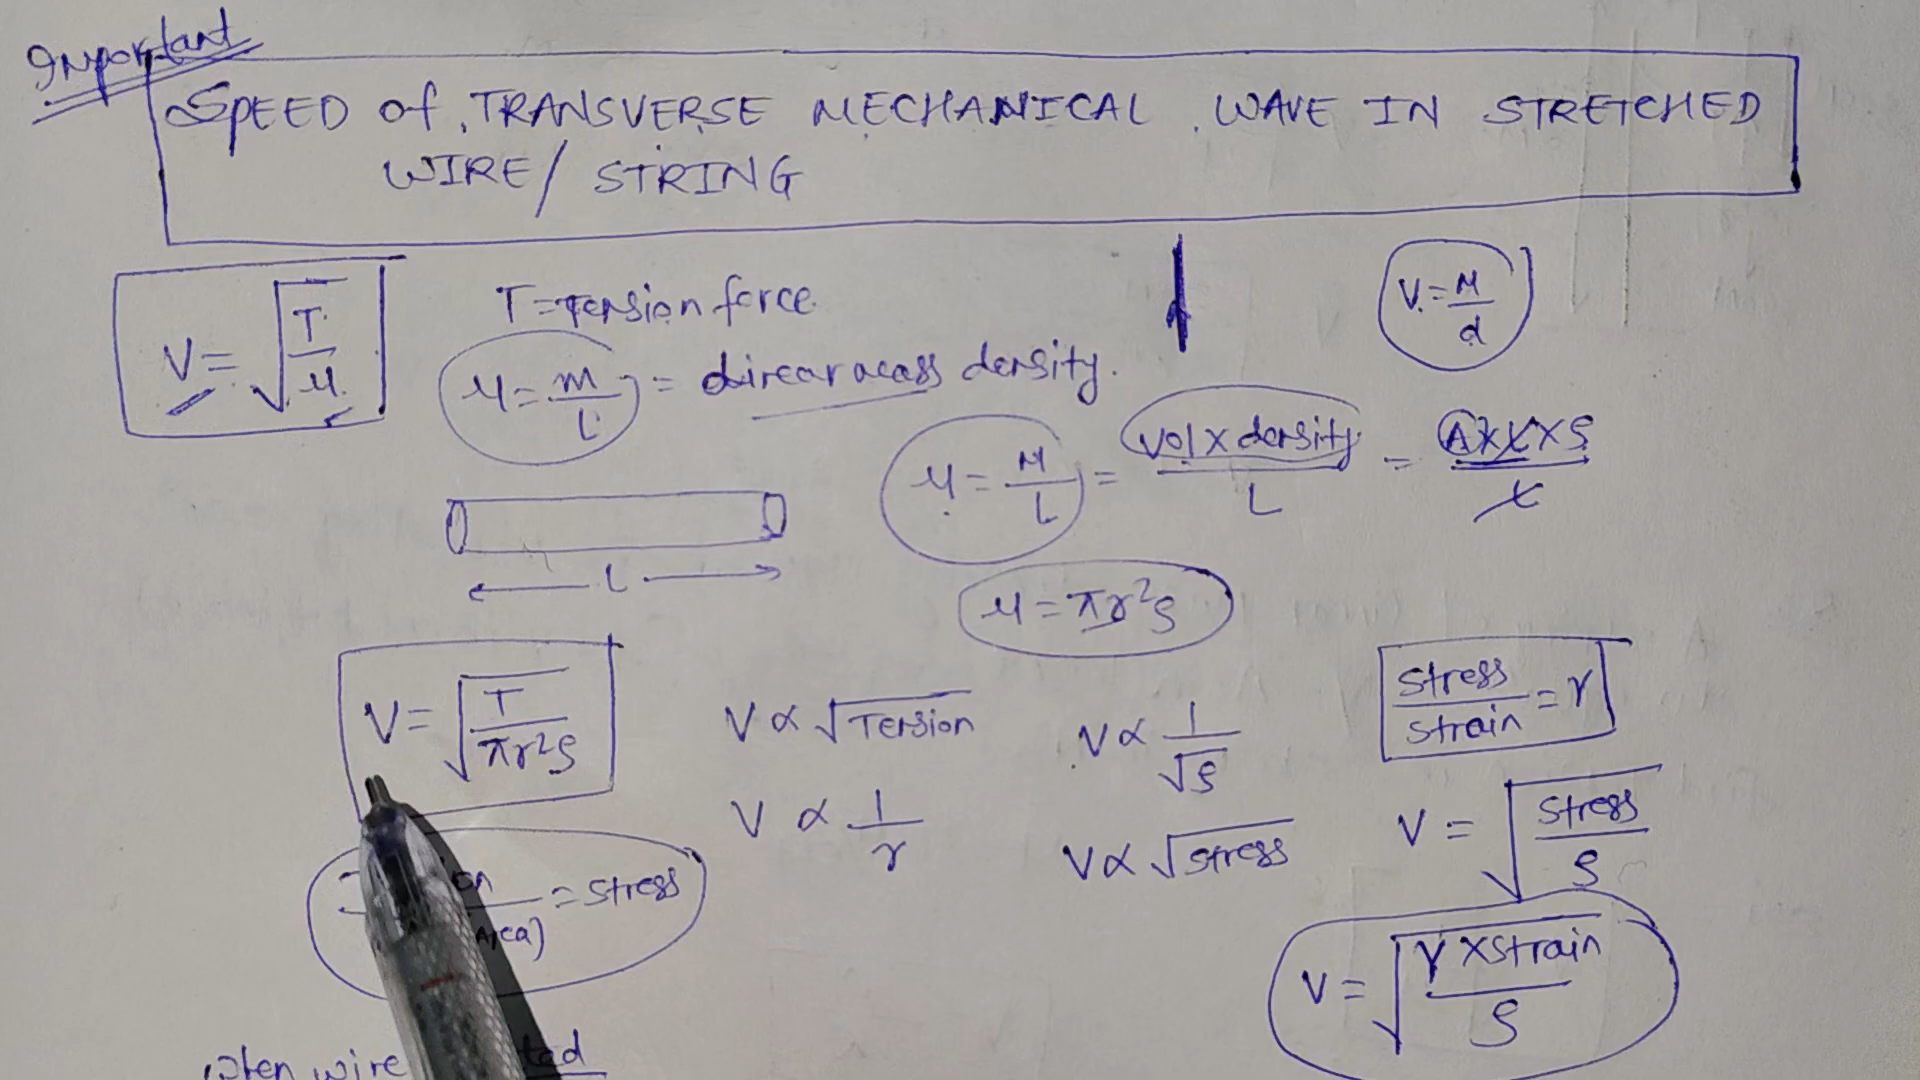 Important
SPEED of TRANSVERSE MECHANICAL WAVE IN STRETCHED
WIRE/ STRING
V = √(T/μ)
T = Tension force
V = M/d
μ = m/L = Linear mass density.
μ = M/L = Vol x density/L = A x L x ρ/L
L
μ = πr²ρ
V = √(T/πr²ρ)
V ∝ √Tension
V ∝ 1/√ρ
Stress/Strain = Y
V ∝ 1/r
V ∝ √Stress
V = √(Stress/ρ)
= Stress
V = √(Y x Strain/ρ)
When wire